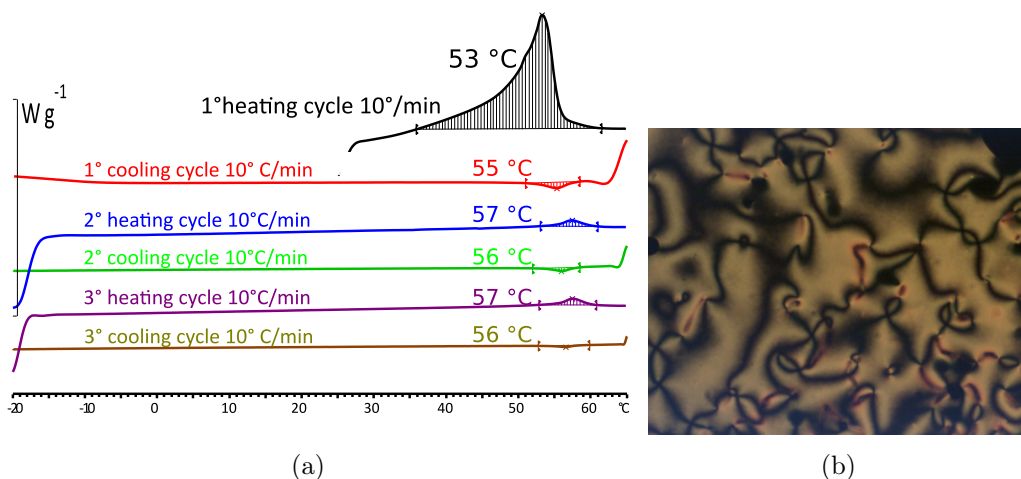 53 °C
W g⁻¹
1°heating cycle 10°/min
1° cooling cycle 10° C/min 55 °C
2° heating cycle 10°C/min 57 °C
2° cooling cycle 10°C/min 56 °C
3° heating cycle 10°C/min 57 °C
3° cooling cycle 10° C/min 56 °C
-20 -10 0 10 20 30 40 50 60 °C
(a) (b)